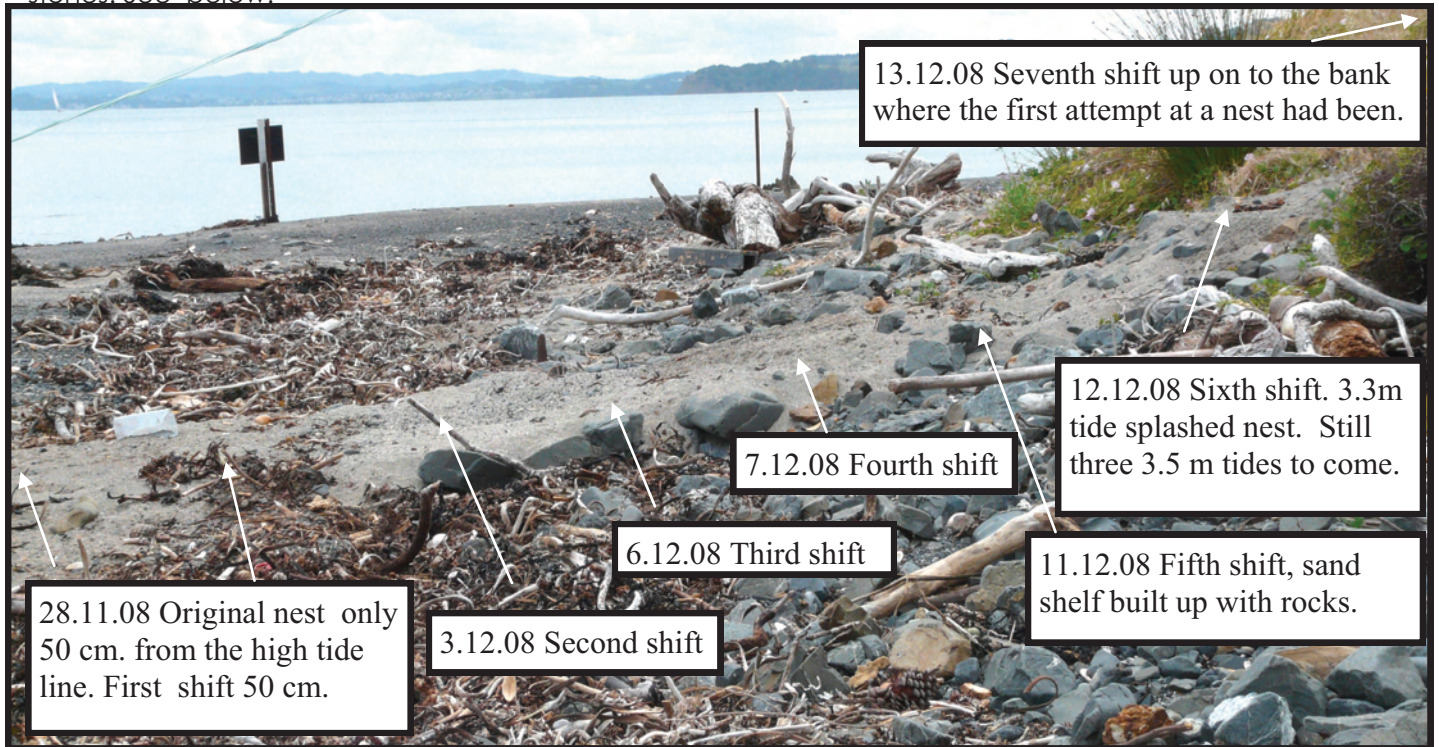 stones. see below.
13.12.08 Seventh shift up on to the bank
where the first attempt at a nest had been.
12.12.08 Sixth shift. 3.3m
tide splashed nest. Still
three 3.5 m tides to come.
7.12.08 Fourth shift
11.12.08 Fifth shift, sand
shelf built up with rocks.
6.12.08 Third shift
3.12.08 Second shift
28.11.08 Original nest only
50 cm. from the high tide
line. First shift 50 cm.